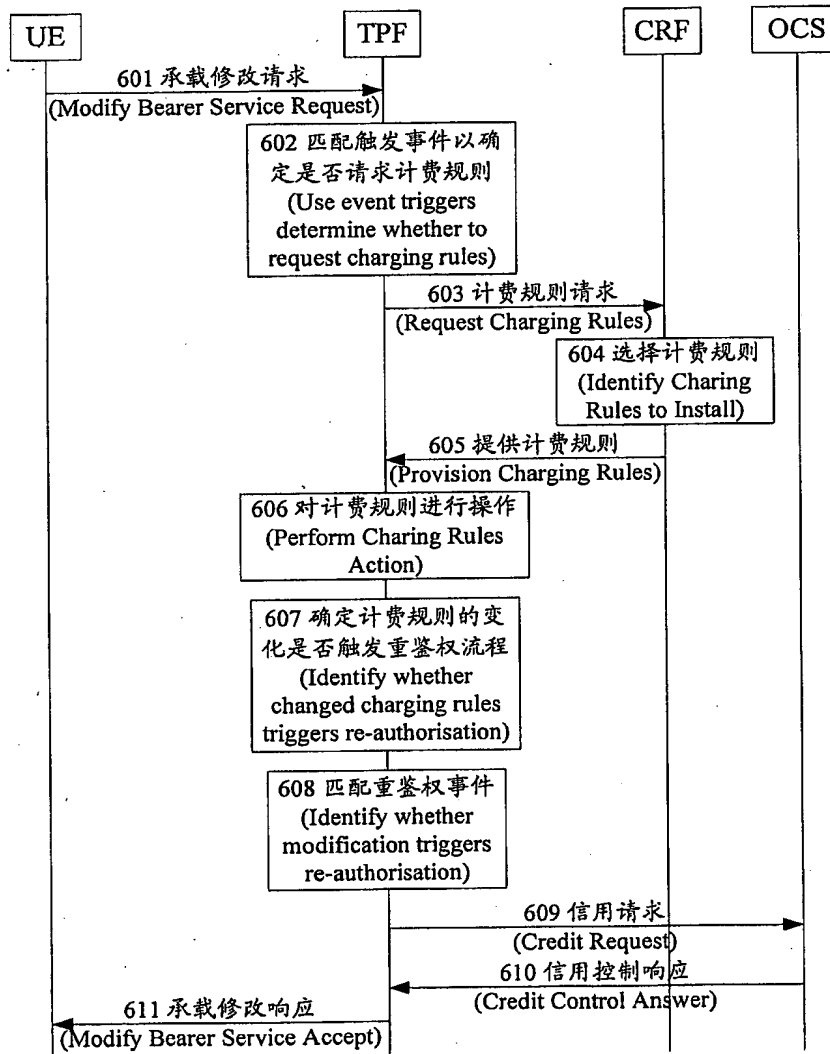 UE
TPF
CRF
OCS
601 承载修改请求
(Modify Bearer Service Request)
602 匹配触发事件以确
定是否请求计费规则
(Use event triggers
determine whether to
request charging rules)
603 计费规则请求
(Request Charging Rules)
604 选择计费规则
(Identify Charing
Rules to Install)
605 提供计费规则
(Provision Charging Rules)
606 对计费规则进行操作
(Perform Charing Rules
Action)
607 确定计费规则的变
化是否触发重鉴权流程
(Identify whether
changed charging rules
triggers re-authorisation)
608 匹配重鉴权事件
(Identify whether
modification triggers
re-authorisation)
609 信用请求
(Credit Request)
610 信用控制响应
(Credit Control Answer)
611 承载修改响应
(Modify Bearer Service Accept)